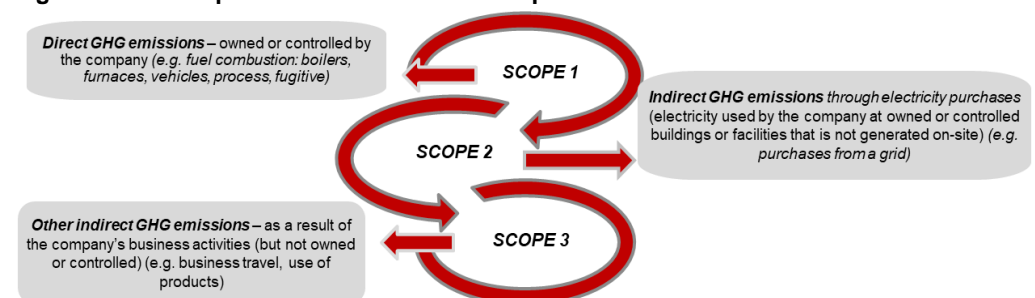 Direct GHG emissions – owned or controlled by
the company (e.g. fuel combustion: boilers,
furnaces, vehicles, process, fugitive)
SCOPE 1
Indirect GHG emissions through electricity purchases
(electricity used by the company at owned or controlled
buildings or facilities that is not generated on-site) (e.g.
purchases from a grid)
SCOPE 2
Other indirect GHG emissions – as a result of
the company's business activities (but not owned
or controlled) (e.g. business travel, use of
products)
SCOPE 3